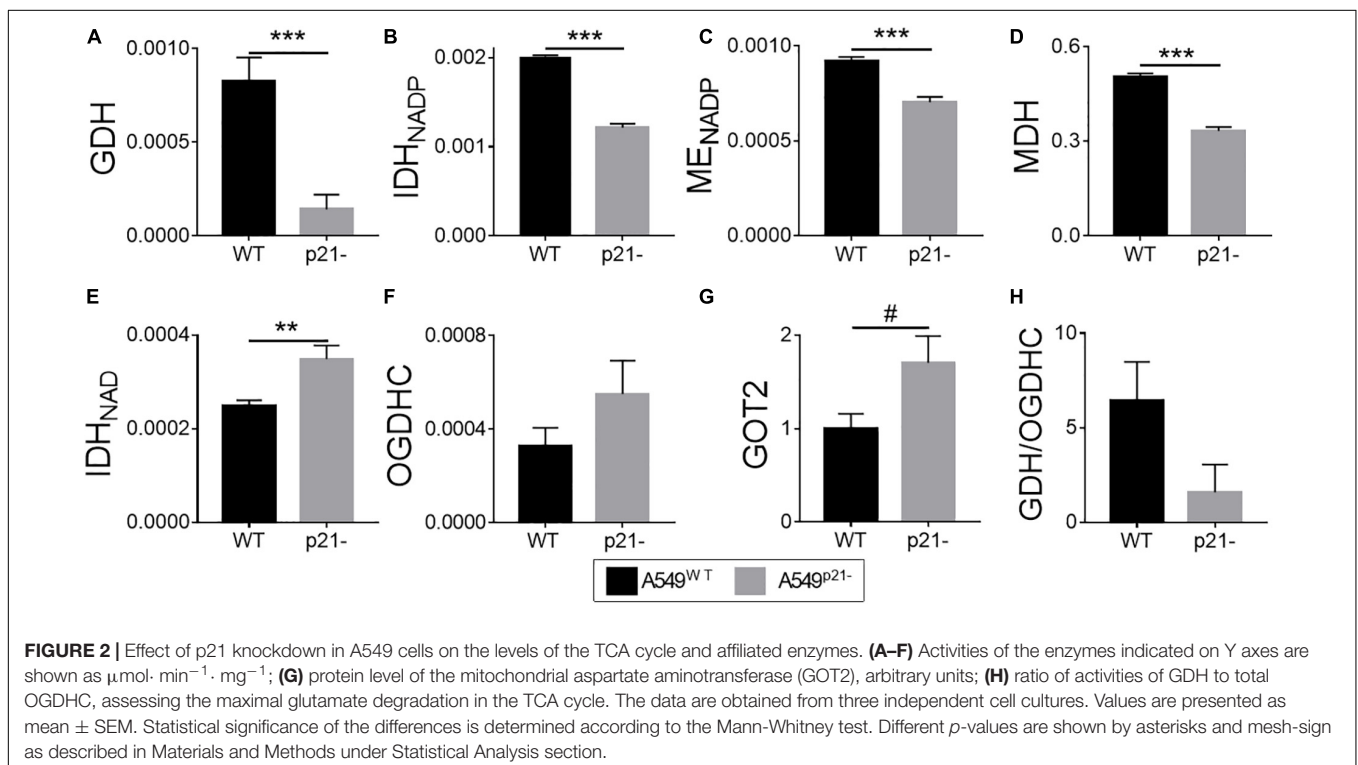 A
B
C
D
0.0010
0.0005
0.0000
GDH
***
WT
p21-
0.002
0.001
0.000
IDHNADP
***
WT
p21-
0.0010
0.0005
0.0000
MENADP
***
WT
p21-
0.6
0.3
0.0
MDH
***
WT
p21-
E
F
G
H
0.0004
0.0002
0.0000
IDHNAD
**
WT
p21-
0.0008
0.0004
0.0000
OGDHC
WT
p21-
2
1
0
GOT2
#
WT
p21-
10
5
0
GDH/OGDHC
WT
p21-
A549W T A549p21-
FIGURE 2 | Effect of p21 knockdown in A549 cells on the levels of the TCA cycle and affiliated enzymes. (A–F) Activities of the enzymes indicated on Y axes are
shown as μmol· min−1· mg−1; (G) protein level of the mitochondrial aspartate aminotransferase (GOT2), arbitrary units; (H) ratio of activities of GDH to total
OGDHC, assessing the maximal glutamate degradation in the TCA cycle. The data are obtained from three independent cell cultures. Values are presented as
mean ± SEM. Statistical significance of the differences is determined according to the Mann-Whitney test. Different p-values are shown by asterisks and mesh-sign
as described in Materials and Methods under Statistical Analysis section.